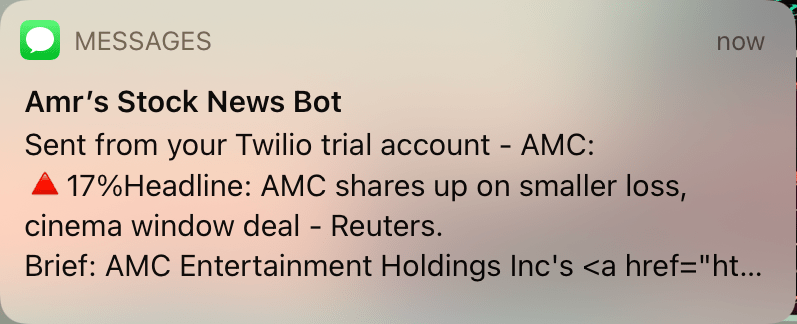 MESSAGES
now
Amr's Stock News Bot
Sent from your Twilio trial account - AMC:
🔺17%Headline: AMC shares up on smaller loss,
cinema window deal - Reuters.
Brief: AMC Entertainment Holdings Inc's <a href="ht...